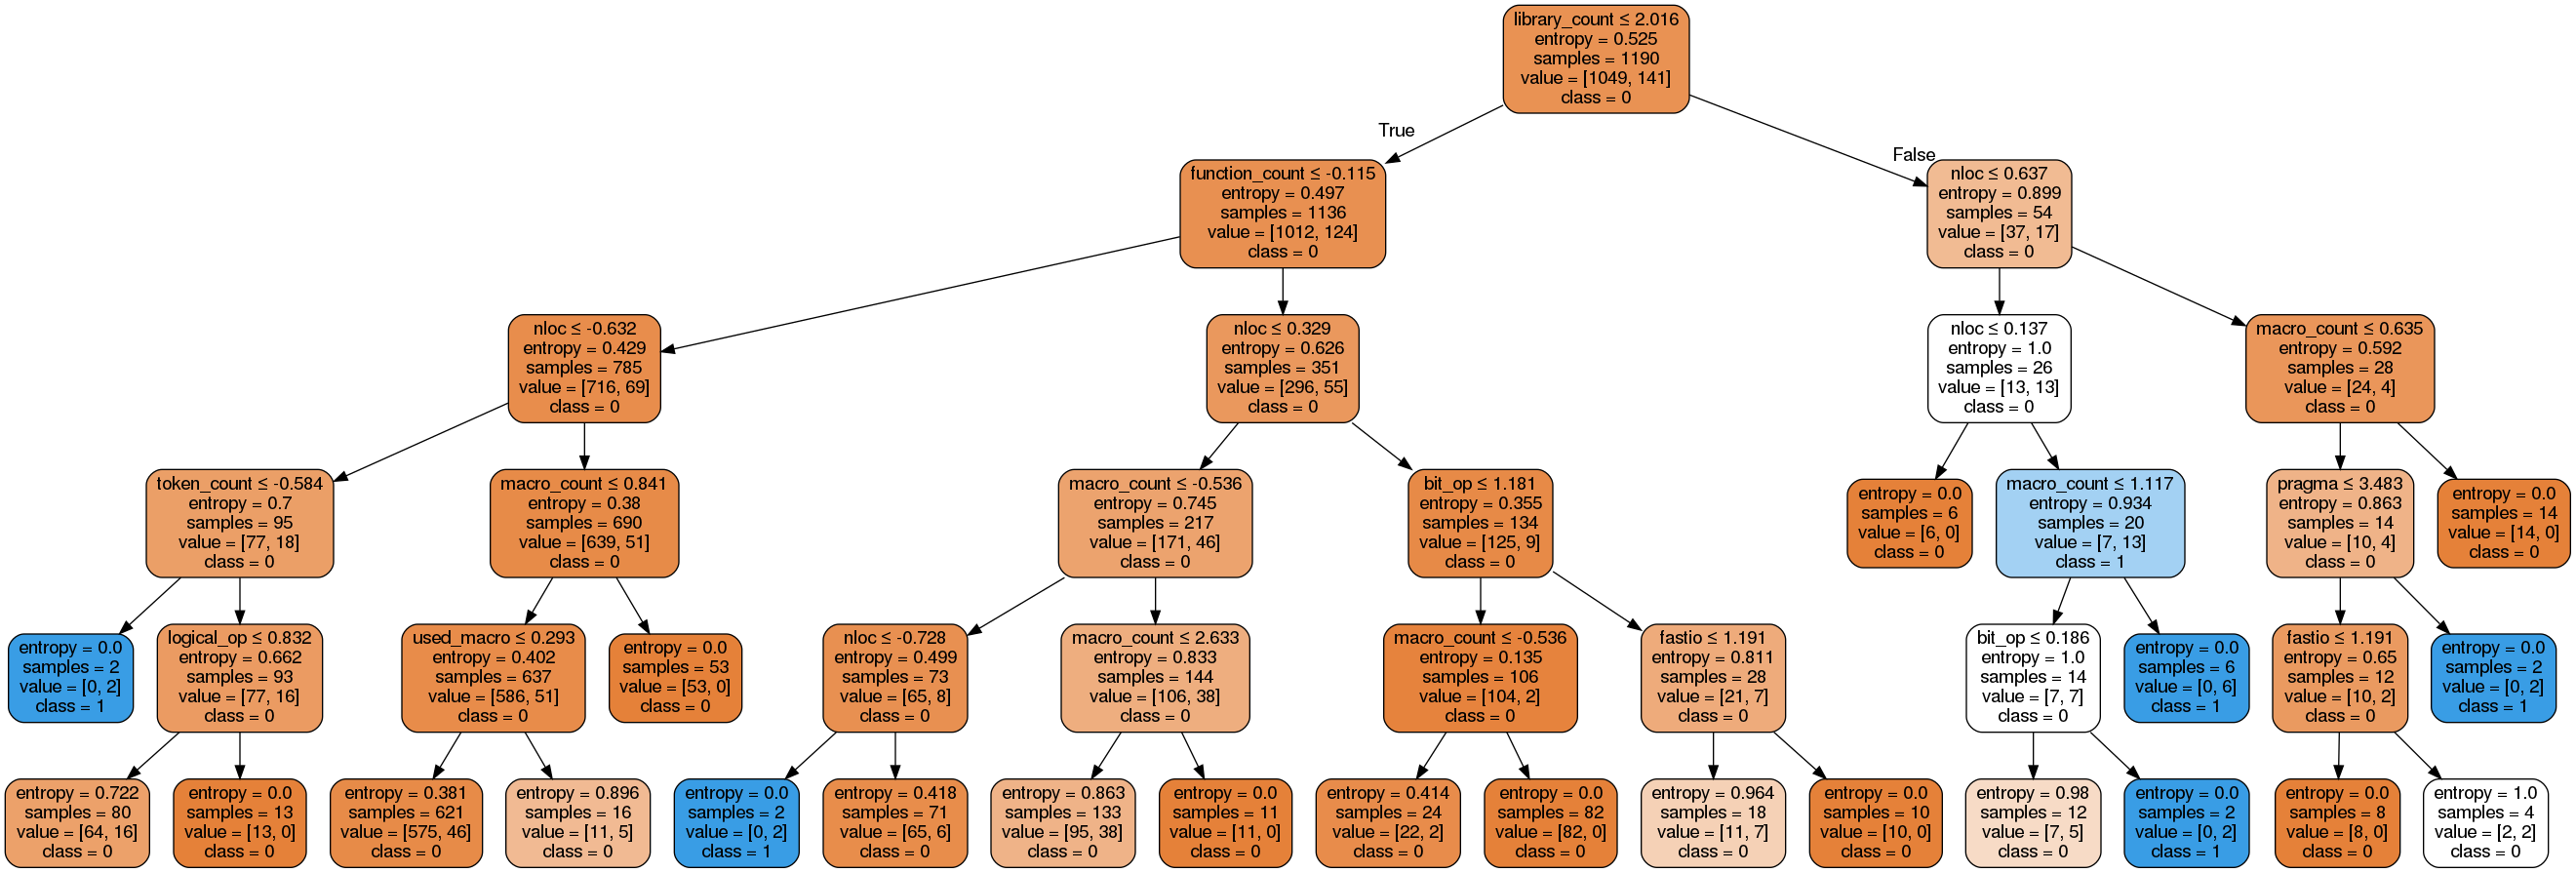 library_count ≤ 2.016
entropy = 0.525
samples = 1190
value = [1049, 141]
class = 0
True
False
function_count ≤ -0.115
entropy = 0.497
samples = 1136
value = [1012, 124]
class = 0
nloc ≤ 0.637
entropy = 0.899
samples = 54
value = [37, 17]
class = 0
nloc ≤ -0.632
entropy = 0.429
samples = 785
value = [716, 69]
class = 0
nloc ≤ 0.329
entropy = 0.626
samples = 351
value = [296, 55]
class = 0
nloc ≤ 0.137
entropy = 1.0
samples = 26
value = [13, 13]
class = 0
macro_count ≤ 0.635
entropy = 0.592
samples = 28
value = [24, 4]
class = 0
token_count ≤ -0.584
entropy = 0.7
samples = 95
value = [77, 18]
class = 0
macro_count ≤ 0.841
entropy = 0.38
samples = 690
value = [639, 51]
class = 0
macro_count ≤ -0.536
entropy = 0.745
samples = 217
value = [171, 46]
class = 0
bit_op ≤ 1.181
entropy = 0.355
samples = 134
value = [125, 9]
class = 0
entropy = 0.0
samples = 6
value = [6, 0]
class = 0
macro_count ≤ 1.117
entropy = 0.934
samples = 20
value = [7, 13]
class = 1
pragma ≤ 3.483
entropy = 0.863
samples = 14
value = [10, 4]
class = 0
entropy = 0.0
samples = 14
value = [14, 0]
class = 0
entropy = 0.0
samples = 2
value = [0, 2]
class = 1
logical_op ≤ 0.832
entropy = 0.662
samples = 93
value = [77, 16]
class = 0
used_macro ≤ 0.293
entropy = 0.402
samples = 637
value = [586, 51]
class = 0
entropy = 0.0
samples = 53
value = [53, 0]
class = 0
nloc ≤ -0.728
entropy = 0.499
samples = 73
value = [65, 8]
class = 0
macro_count ≤ 2.633
entropy = 0.833
samples = 144
value = [106, 38]
class = 0
macro_count ≤ -0.536
entropy = 0.135
samples = 106
value = [104, 2]
class = 0
fastio ≤ 1.191
entropy = 0.811
samples = 28
value = [21, 7]
class = 0
bit_op ≤ 0.186
entropy = 1.0
samples = 14
value = [7, 7]
class = 0
entropy = 0.0
samples = 6
value = [0, 6]
class = 1
fastio ≤ 1.191
entropy = 0.65
samples = 12
value = [10, 2]
class = 0
entropy = 0.0
samples = 2
value = [0, 2]
class = 1
entropy = 0.722
samples = 80
value = [64, 16]
class = 0
entropy = 0.0
samples = 13
value = [13, 0]
class = 0
entropy = 0.381
samples = 621
value = [575, 46]
class = 0
entropy = 0.896
samples = 16
value = [11, 5]
class = 0
entropy = 0.0
samples = 2
value = [0, 2]
class = 1
entropy = 0.418
samples = 71
value = [65, 6]
class = 0
entropy = 0.863
samples = 133
value = [95, 38]
class = 0
entropy = 0.0
samples = 11
value = [11, 0]
class = 0
entropy = 0.414
samples = 24
value = [22, 2]
class = 0
entropy = 0.0
samples = 82
value = [82, 0]
class = 0
entropy = 0.964
samples = 18
value = [11, 7]
class = 0
entropy = 0.0
samples = 10
value = [10, 0]
class = 0
entropy = 0.98
samples = 12
value = [7, 5]
class = 0
entropy = 0.0
samples = 2
value = [0, 2]
class = 1
entropy = 0.0
samples = 8
value = [8, 0]
class = 0
entropy = 1.0
samples = 4
value = [2, 2]
class = 0